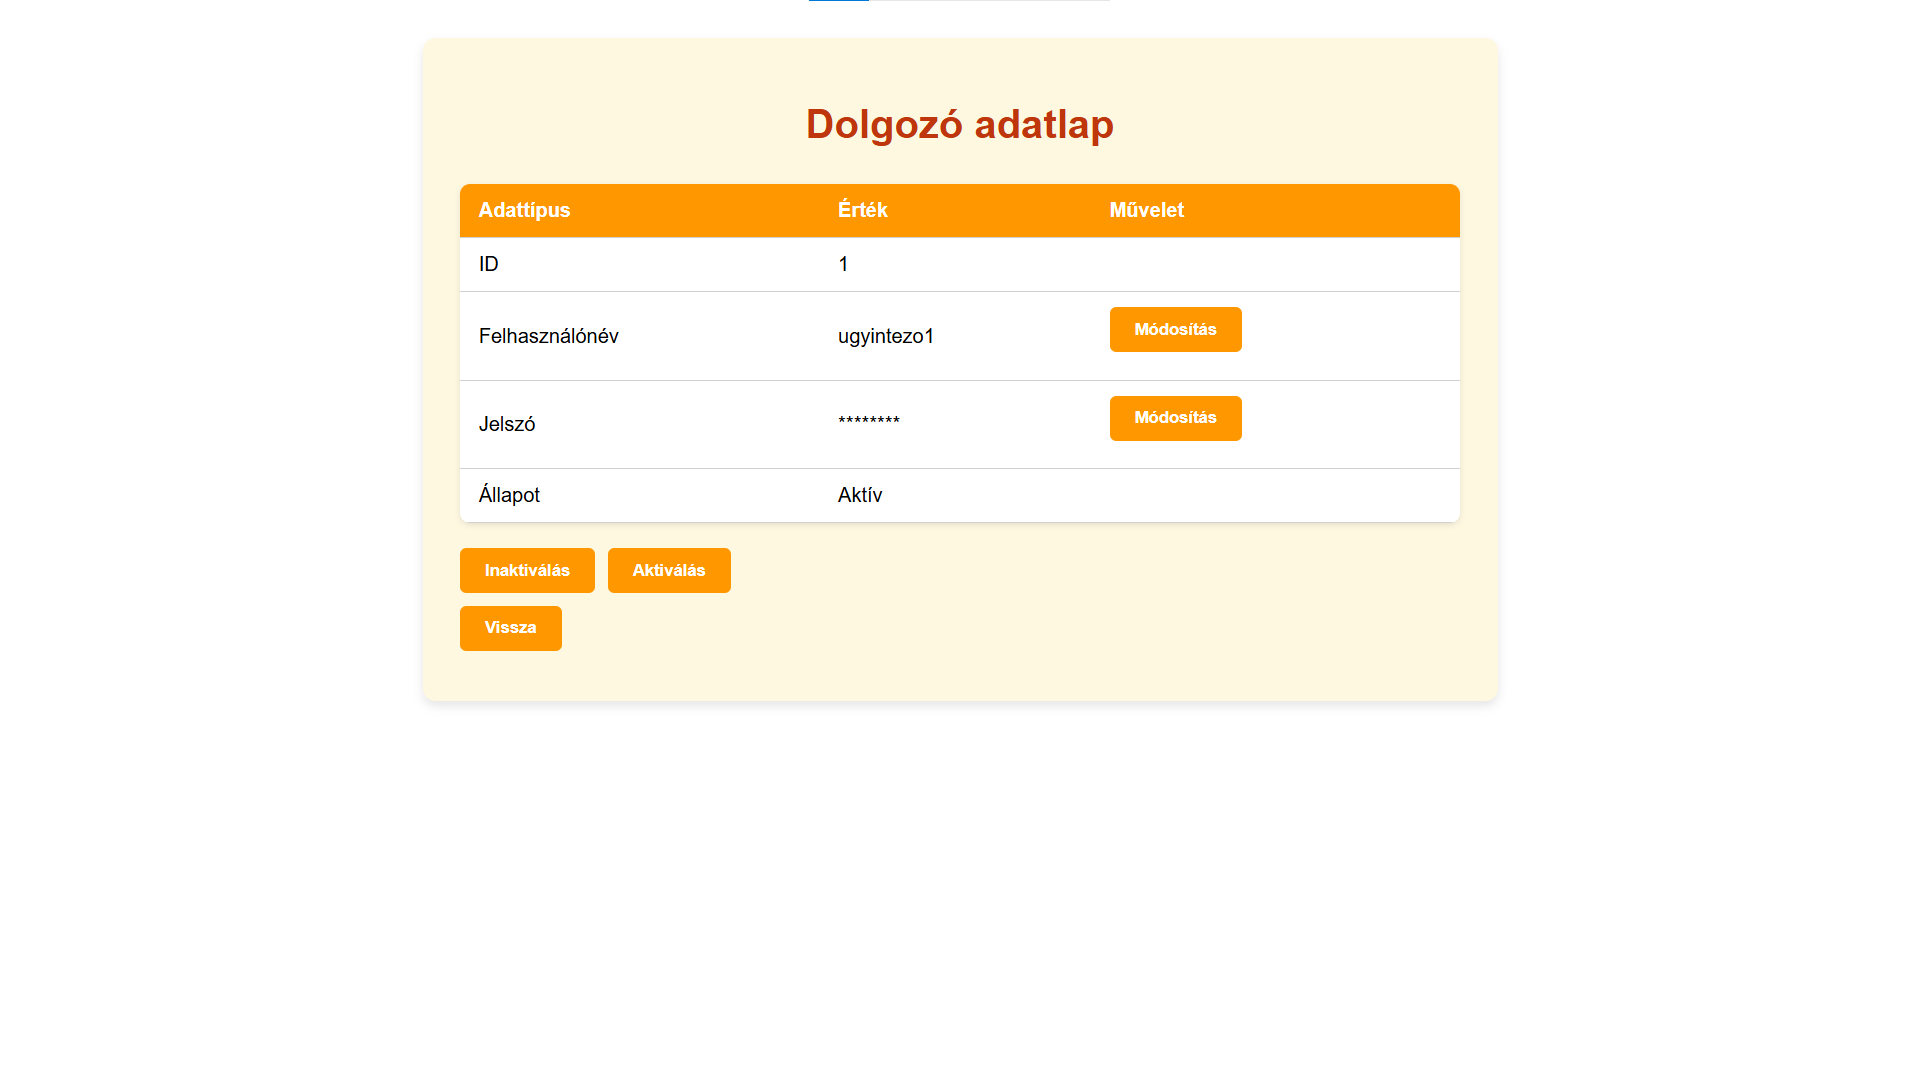 Dolgozó adatlap
Adattípus Érték Művelet
ID 1
Felhasználónév ugyintezo1 Módosítás
Jelszó ******** Módosítás
Állapot Aktív
Inaktiválás Aktiválás
Vissza